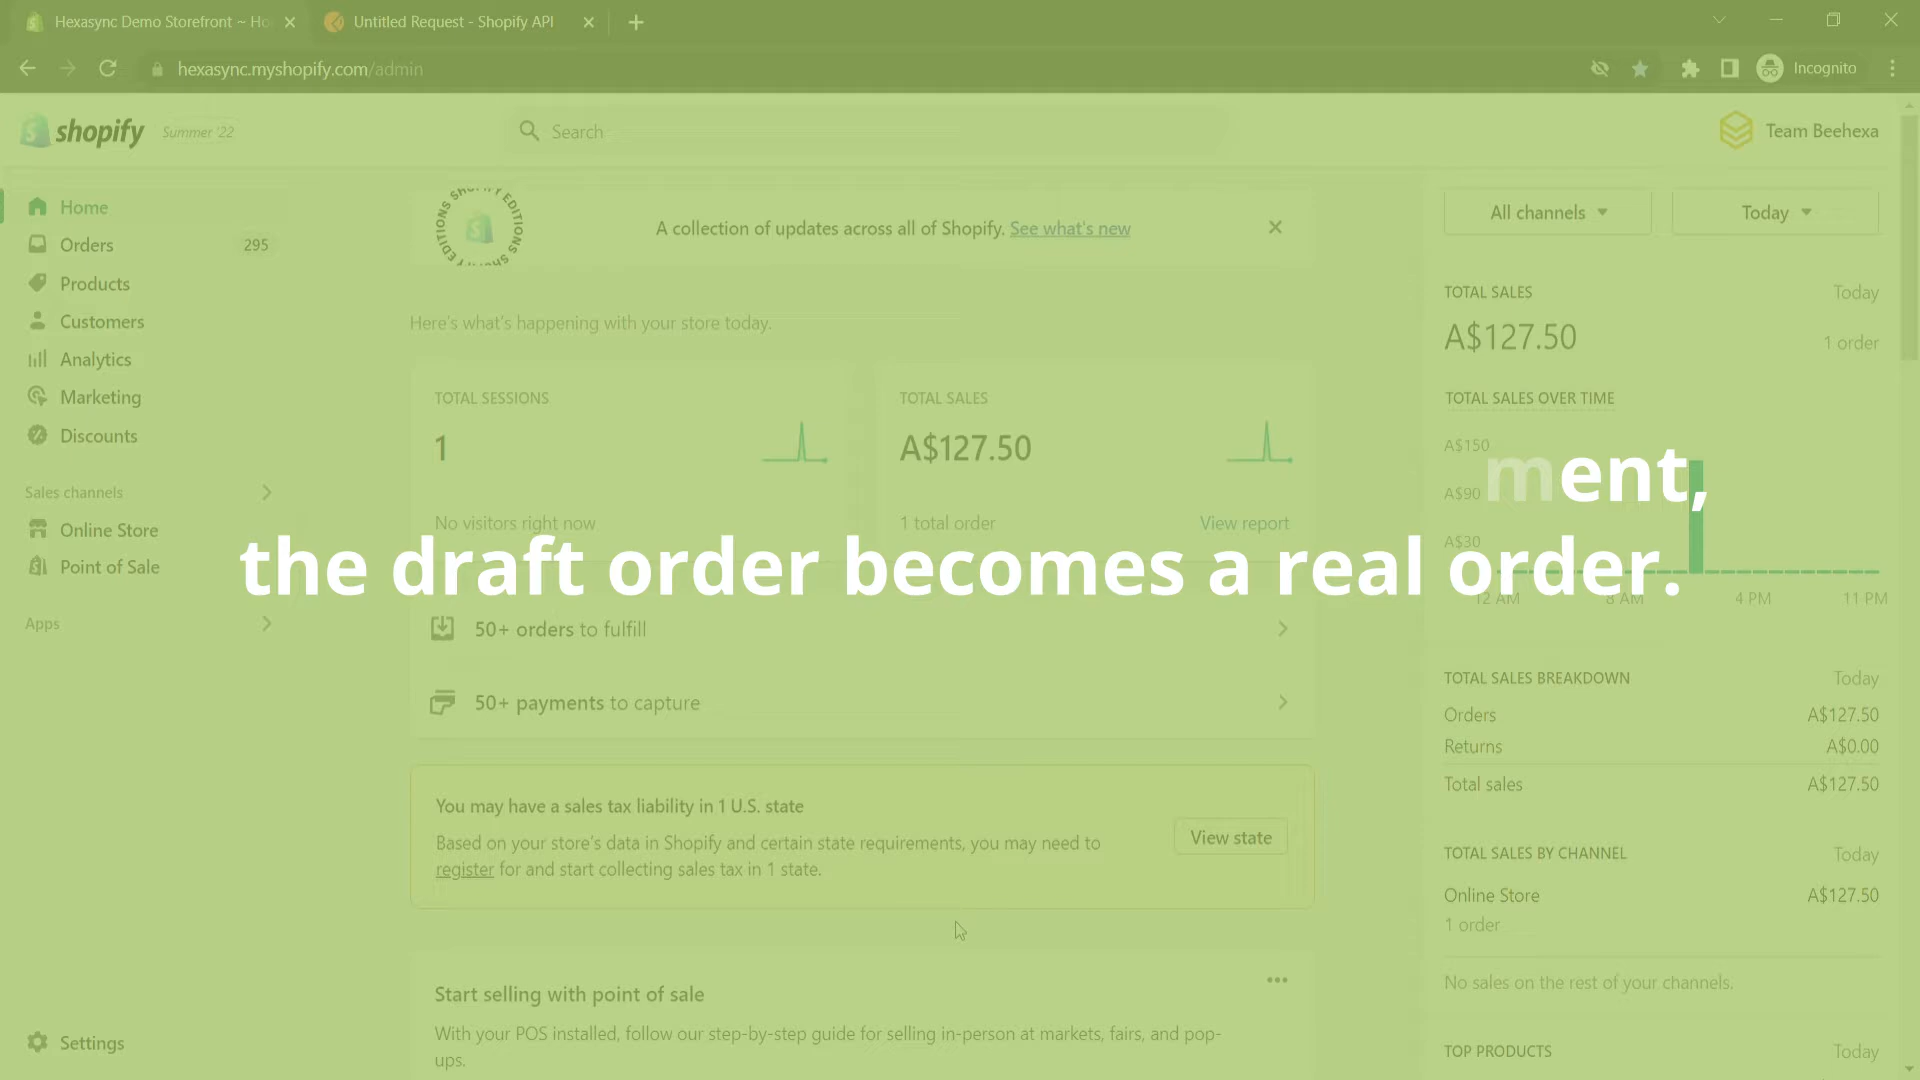 Hexasync Demo Storefront ~ Ho
Untitled Request - Shopify API
hexasync.myshopify.com/admin
Incognito
shopify
Summer '22
Search
Team Beehexa
Home
Orders
295
Products
Customers
Analytics
Marketing
Discounts
Sales channels
Online Store
Point of Sale
Apps
Settings
SHOPIFY EDITIONS
A collection of updates across all of Shopify. See what's new
Here's what's happening with your store today.
TOTAL SESSIONS
1
No visitors right now
TOTAL SALES
A$127.50
1 total order
View report
ment,
the draft order becomes a real order.
50+ orders to fulfill
50+ payments to capture
You may have a sales tax liability in 1 U.S. state
Based on your store's data in Shopify and certain state requirements, you may need to
register for and start collecting sales tax in 1 state.
View state
Start selling with point of sale
With your POS installed, follow our step-by-step guide for selling in-person at markets, fairs, and pop-
ups.
All channels
Today
TOTAL SALES
Today
A$127.50
1 order
TOTAL SALES OVER TIME
A$150
A$90
A$30
12 AM
8 AM
4 PM
11 PM
TOTAL SALES BREAKDOWN
Today
Orders
A$127.50
Returns
A$0.00
Total sales
A$127.50
TOTAL SALES BY CHANNEL
Today
Online Store
A$127.50
1 order
No sales on the rest of your channels.
TOP PRODUCTS
Today